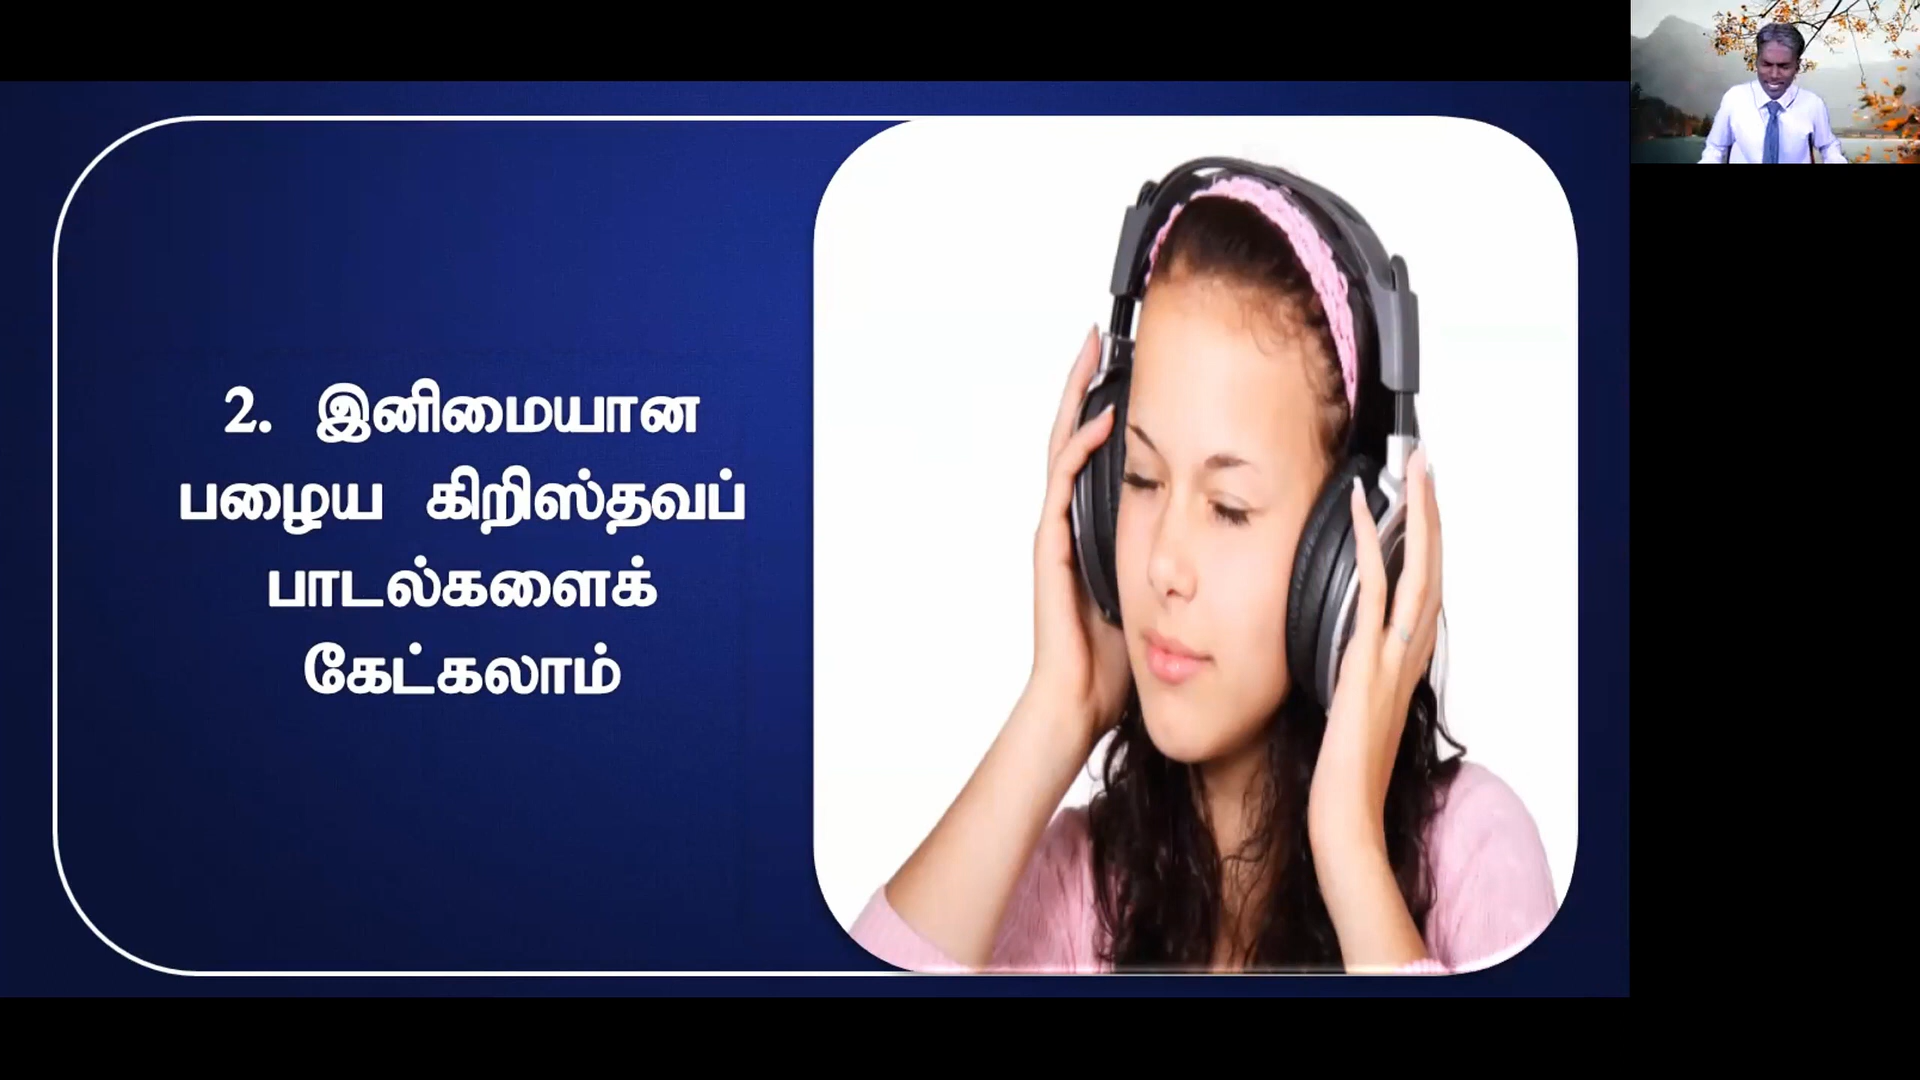 2. இனிமையான
பழைய கிறிஸ்தவப்
பாடல்களைக்
கேட்கலாம்